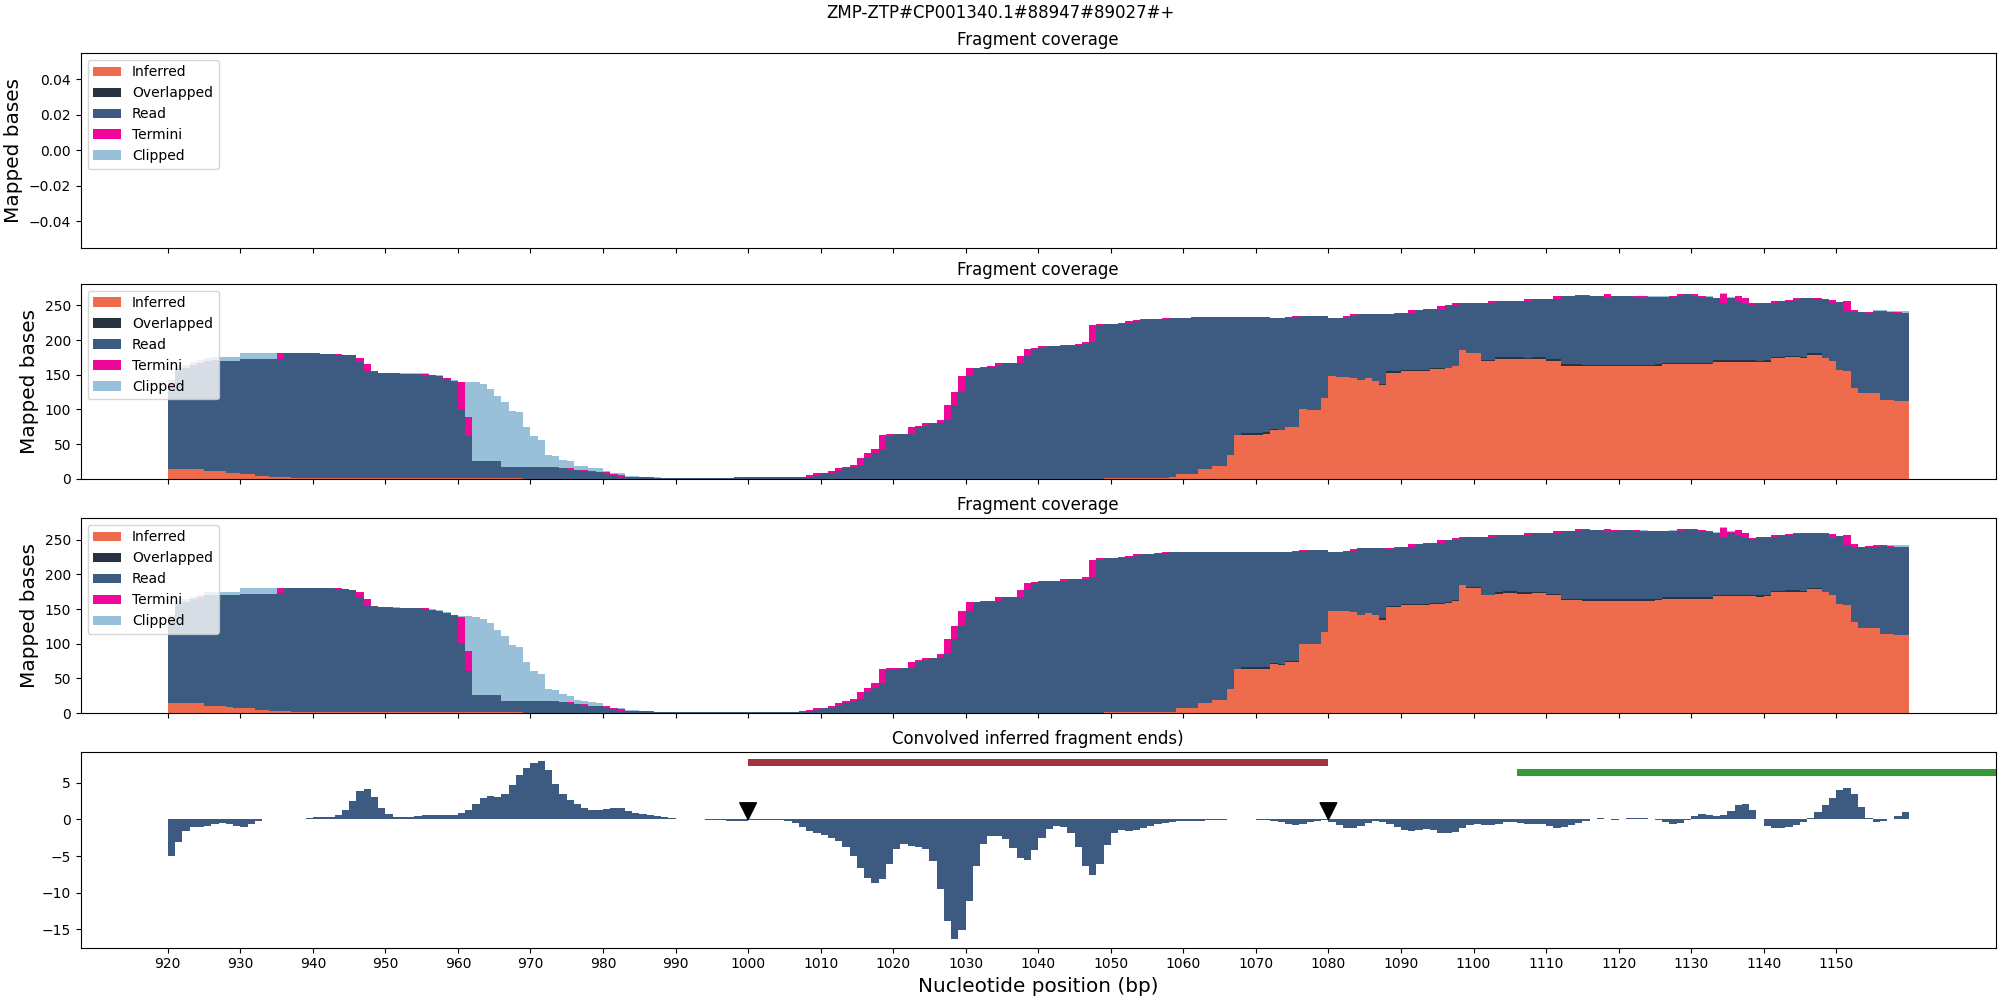 ZMP-ZTP#CP001340.1#88947#89027#+
Fragment coverage
Mapped bases
0.04
0.02
0.00
−0.02
−0.04
Inferred
Overlapped
Read
Termini
Clipped
Fragment coverage
Mapped bases
250
200
150
100
50
0
Inferred
Overlapped
Read
Termini
Clipped
Fragment coverage
Mapped bases
250
200
150
100
50
0
Inferred
Overlapped
Read
Termini
Clipped
Convolved inferred fragment ends)
5
0
−5
−10
−15
920 930 940 950 960 970 980 990 1000 1010 1020 1030 1040 1050 1060 1070 1080 1090 1100 1110 1120 1130 1140 1150
Nucleotide position (bp)